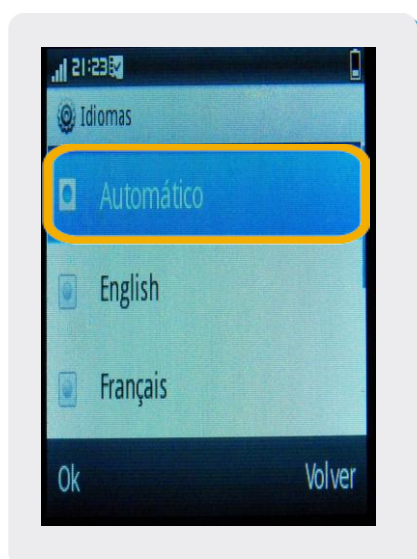 21:23
Idiomas
Automático
English
Français
Ok Volver